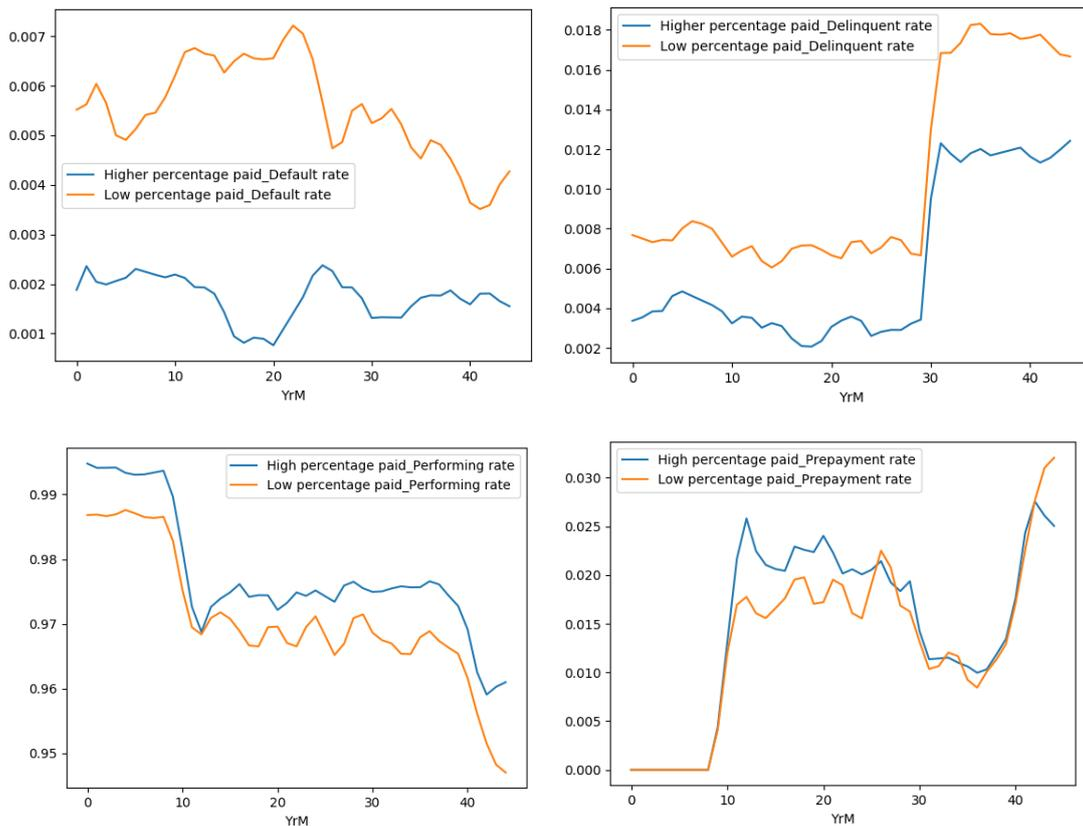 0.007
0.006
0.005
0.004
0.003
0.002
0.001
Higher percentage paid_Default rate
Low percentage paid_Default rate
0 10 20 30 40
YrM
0.018
0.016
0.014
0.012
0.010
0.008
0.006
0.004
0.002
Higher percentage paid_Delinquent rate
Low percentage paid_Delinquent rate
0 10 20 30 40
YrM
0.99
0.98
0.97
0.96
0.95
High percentage paid_Performing rate
Low percentage paid_Performing rate
0 10 20 30 40
YrM
0.030
0.025
0.020
0.015
0.010
0.005
0.000
High percentage paid_Prepayment rate
Low percentage paid_Prepayment rate
0 10 20 30 40
YrM